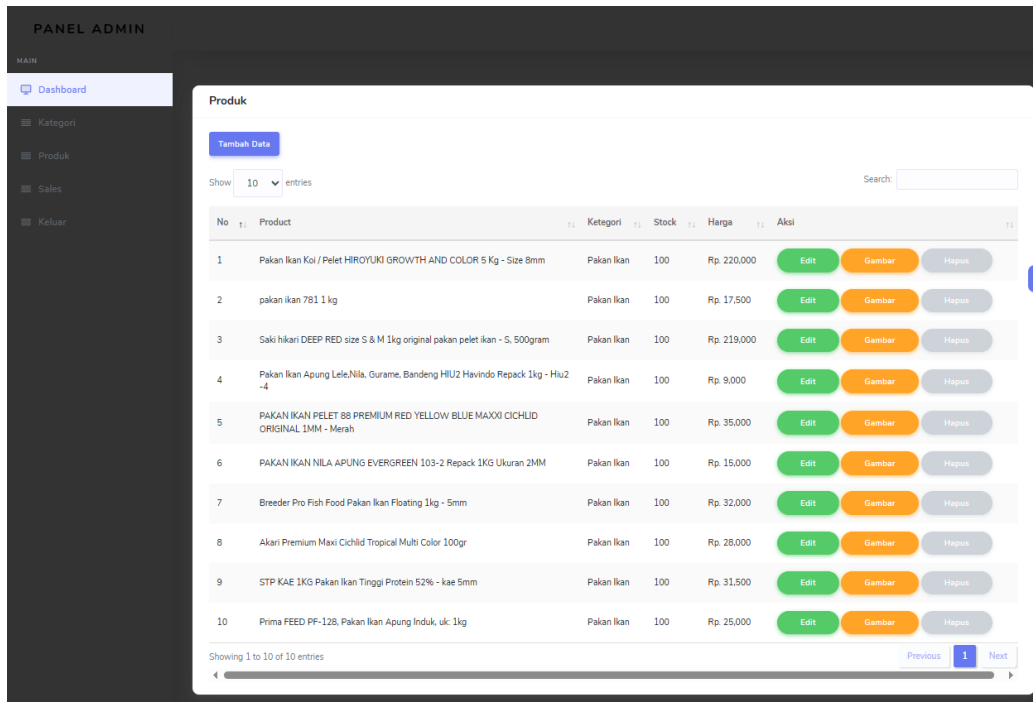 PANEL ADMIN
MAIN
Dashboard
Kategori
Produk
Sales
Keluar
Produk
Tambah Data
Show 10 entries
Search:
No Product Ketegori Stock Harga Aksi
1 Pakan Ikan Koi / Pelet HIROYUKI GROWTH AND COLOR 5 Kg - Size 8mm Pakan Ikan 100 Rp. 220,000 Edit Gambar Hapus
2 pakan ikan 781 1 kg Pakan Ikan 100 Rp. 17,500 Edit Gambar Hapus
3 Saki hikari DEEP RED size S & M 1kg original pakan pelet ikan - S, 500gram Pakan Ikan 100 Rp. 219,000 Edit Gambar Hapus
4 Pakan Ikan Apung Lele,Nila, Gurame, Bandeng HIU2 Havindo Repack 1kg - Hiu2
-4 Pakan Ikan 100 Rp. 9,000 Edit Gambar Hapus
5 PAKAN IKAN PELET 88 PREMIUM RED YELLOW BLUE MAXXI CICHLID
ORIGINAL 1MM - Merah Pakan Ikan 100 Rp. 35,000 Edit Gambar Hapus
6 PAKAN IKAN NILA APUNG EVERGREEN 103-2 Repack 1KG Ukuran 2MM Pakan Ikan 100 Rp. 15,000 Edit Gambar Hapus
7 Breeder Pro Fish Food Pakan Ikan Floating 1kg - 5mm Pakan Ikan 100 Rp. 32,000 Edit Gambar Hapus
8 Akari Premium Maxi Cichlid Tropical Multi Color 100gr Pakan Ikan 100 Rp. 28,000 Edit Gambar Hapus
9 STP KAE 1KG Pakan Ikan Tinggi Protein 52% - kae 5mm Pakan Ikan 100 Rp. 31,500 Edit Gambar Hapus
10 Prima FEED PF-128, Pakan Ikan Apung Induk, uk: 1kg Pakan Ikan 100 Rp. 25,000 Edit Gambar Hapus
Showing 1 to 10 of 10 entries
Previous 1 Next